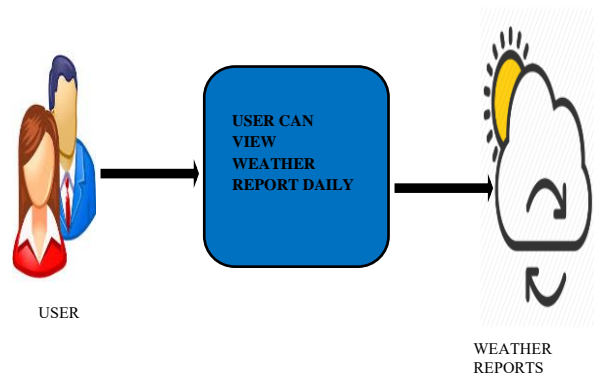 USER CAN
VIEW
WEATHER
REPORT DAILY
USER
WEATHER
REPORTS